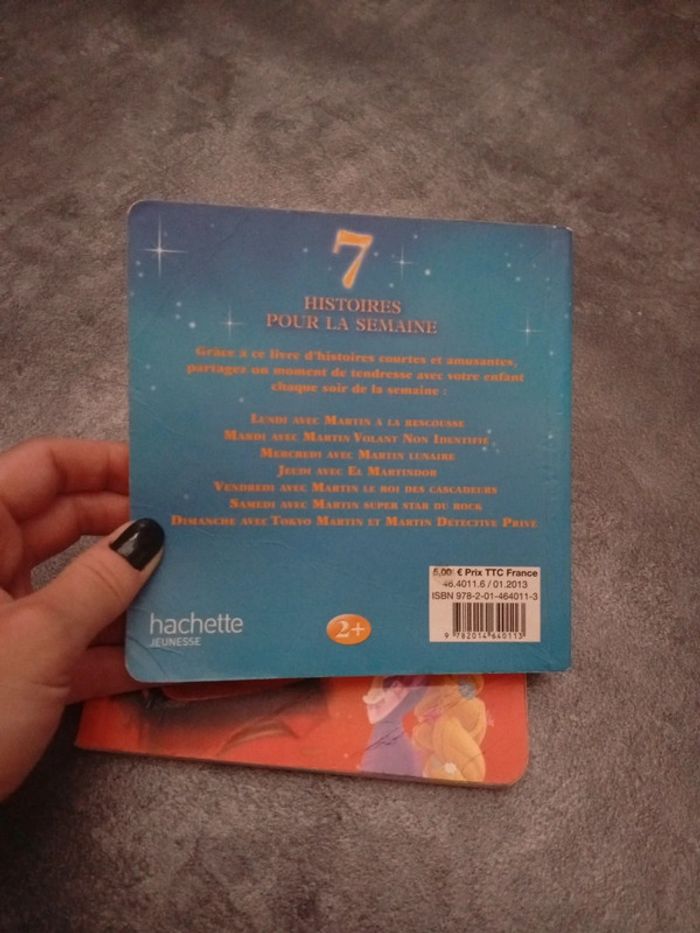 7
HISTOIRES
POUR LA SEMAINE
Grâce à ce livre d'histoires courtes et amusantes,
partagez un moment de tendresse avec votre enfant
chaque soir de la semaine :
LUNDI AVEC MARTIN À LA RESCOUSSE
MARDI AVEC MARTIN VOLANT NON IDENTIFIÉ
MERCREDI AVEC MARTIN LUNAIRE
JEUDI AVEC EL MARTINDOR
VENDREDI AVEC MARTIN LE ROI DES CASCADEURS
SAMEDI AVEC MARTIN SUPER STAR DU ROCK
DIMANCHE AVEC TOKYO MARTIN ET MARTIN DÉTECTIVE PRIVÉ
5,00 € Prix TTC France
46.4011.6 / 01.2013
ISBN 978-2-01-464011-3
9 782014 640113
hachette
JEUNESSE
2+